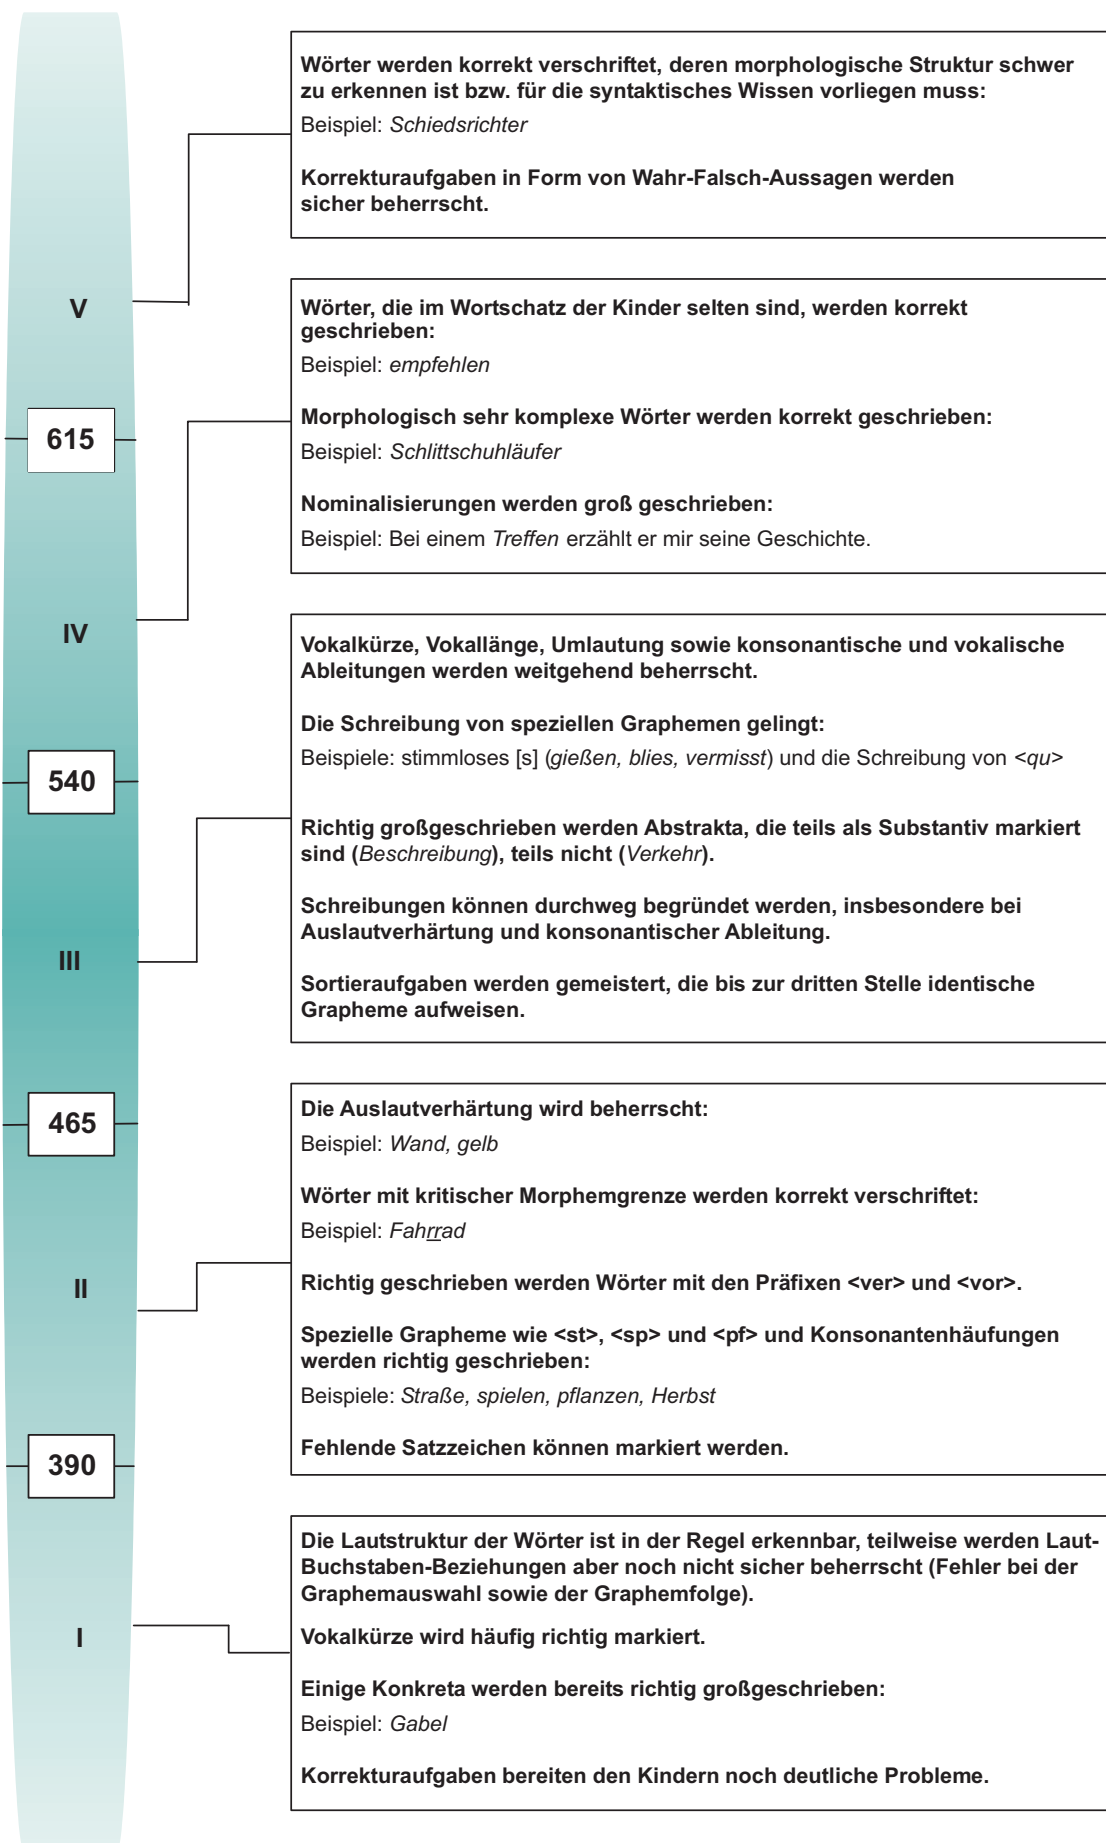 Wörter werden korrekt verschriftet, deren morphologische Struktur schwer
zu erkennen ist bzw. für die syntaktisches Wissen vorliegen muss:
Beispiel: Schiedsrichter
Korrekturaufgaben in Form von Wahr-Falsch-Aussagen werden
sicher beherrscht.
V
Wörter, die im Wortschatz der Kinder selten sind, werden korrekt
geschrieben:
Beispiel: empfehlen
Morphologisch sehr komplexe Wörter werden korrekt geschrieben:
Beispiel: Schlittschuhläufer
Nominalisierungen werden groß geschrieben:
Beispiel: Bei einem Treffen erzählt er mir seine Geschichte.
615
IV
Vokalkürze, Vokallänge, Umlautung sowie konsonantische und vokalische
Ableitungen werden weitgehend beherrscht.
Die Schreibung von speziellen Graphemen gelingt:
Beispiele: stimmloses [s] (gießen, blies, vermisst) und die Schreibung von <qu>
Richtig großgeschrieben werden Abstrakta, die teils als Substantiv markiert
sind (Beschreibung), teils nicht (Verkehr).
Schreibungen können durchweg begründet werden, insbesondere bei
Auslautverhärtung und konsonantischer Ableitung.
Sortieraufgaben werden gemeistert, die bis zur dritten Stelle identische
Grapheme aufweisen.
540
III
465
Die Auslautverhärtung wird beherrscht:
Beispiel: Wand, gelb
Wörter mit kritischer Morphemgrenze werden korrekt verschriftet:
Beispiel: Fahrrad
Richtig geschrieben werden Wörter mit den Präfixen <ver> und <vor>.
Spezielle Grapheme wie <st>, <sp> und <pf> und Konsonantenhäufungen
werden richtig geschrieben:
Beispiele: Straße, spielen, pflanzen, Herbst
Fehlende Satzzeichen können markiert werden.
II
390
Die Lautstruktur der Wörter ist in der Regel erkennbar, teilweise werden Laut-
Buchstaben-Beziehungen aber noch nicht sicher beherrscht (Fehler bei der
Graphemauswahl sowie der Graphemfolge).
Vokalkürze wird häufig richtig markiert.
Einige Konkreta werden bereits richtig großgeschrieben:
Beispiel: Gabel
Korrekturaufgaben bereiten den Kindern noch deutliche Probleme.
I